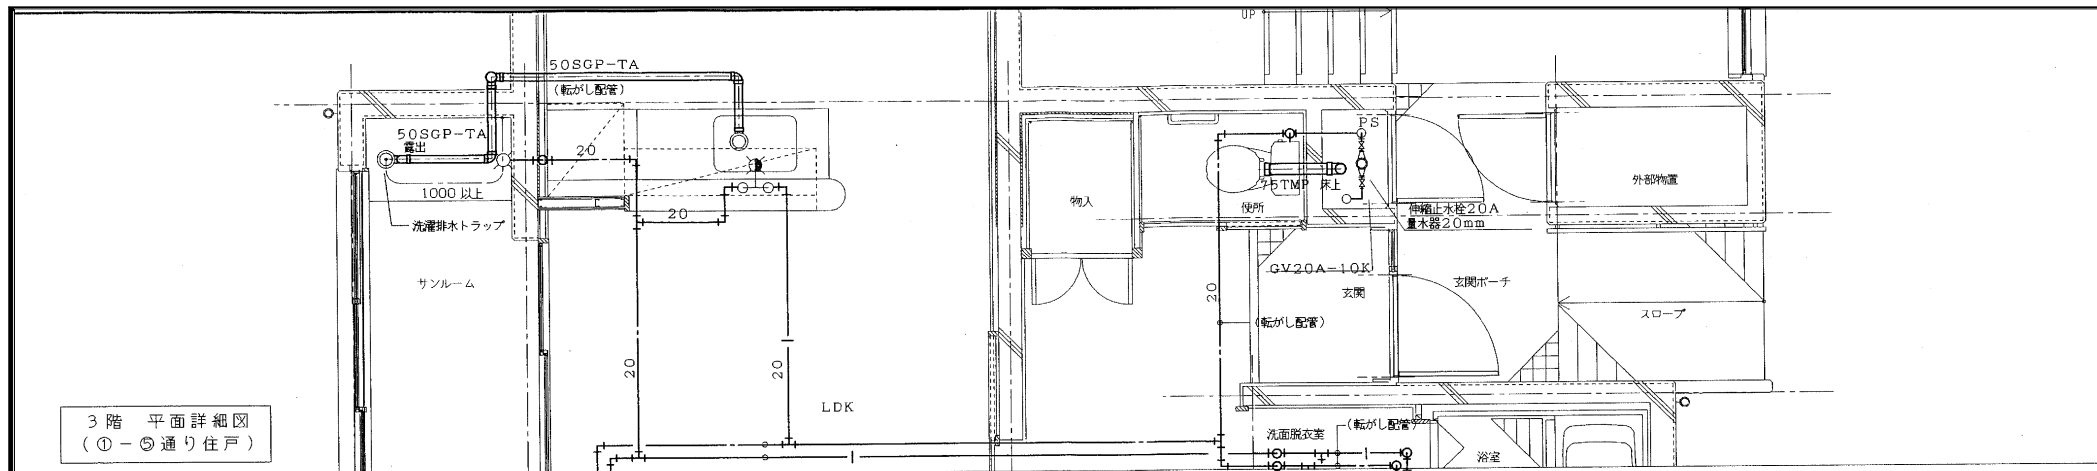 UP
50SGP-TA
(転がし配管)
50SGP-TA
露出
20
1000以上
洗濯排水トラップ
サンルーム
20
20
20
LDK
物入
便所
75TMP 床上
PS
伸縮止水栓20A
量水器20mm
GV20A-10K
玄関
玄関ポーチ
外部物置
スロープ
20
(転がし配管)
洗面脱衣室
(転がし配管)
浴室
3階 平面詳細図
(①-⑤通り住戸)